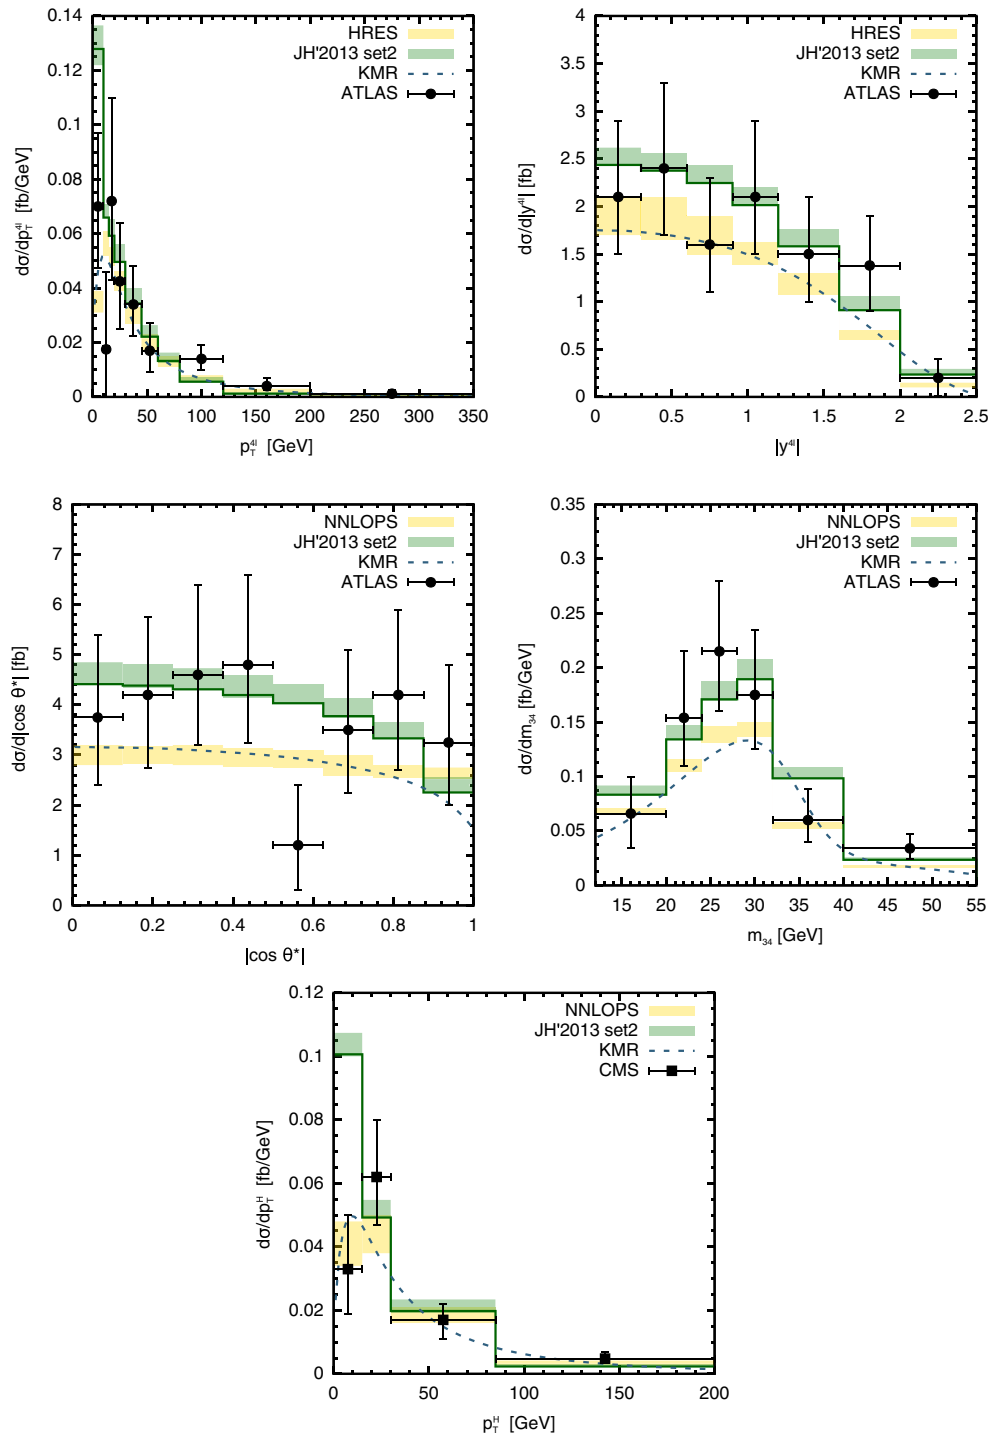 0.14
0.12
0.1
0.08
0.06
0.04
0.02
0
dσ/dp_T^4l [fb/GeV]
HRES
JH'2013 set2
KMR
ATLAS
0 50 100 150 200 250 300 350
p_T^4l [GeV]
4
3.5
3
2.5
2
1.5
1
0.5
0
dσ/d|y^4l| [fb]
HRES
JH'2013 set2
KMR
ATLAS
0 0.5 1 1.5 2 2.5
|y^4l|
8
7
6
5
4
3
2
1
0
dσ/d|cos θ*| [fb]
NNLOPS
JH'2013 set2
KMR
ATLAS
0 0.2 0.4 0.6 0.8 1
|cos θ*|
0.35
0.3
0.25
0.2
0.15
0.1
0.05
0
dσ/dm_34 [fb/GeV]
NNLOPS
JH'2013 set2
KMR
ATLAS
15 20 25 30 35 40 45 50 55
m_34 [GeV]
0.12
0.1
0.08
0.06
0.04
0.02
0
dσ/dp_T^H [fb/GeV]
NNLOPS
JH'2013 set2
KMR
CMS
0 50 100 150 200
p_T^H [GeV]